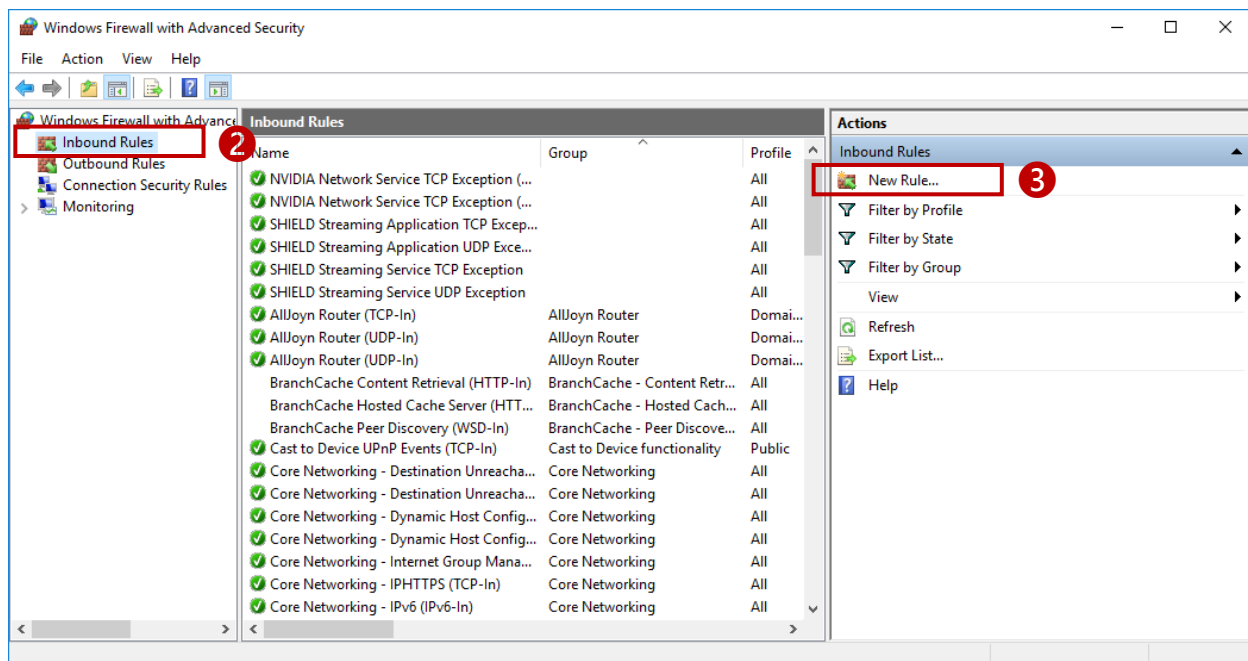 Windows Firewall with Advanced Security
File Action View Help
Windows Firewall with Advance
Inbound Rules
2
Outbound Rules
Connection Security Rules
Monitoring
Inbound Rules
Name Group Profile
NVIDIA Network Service TCP Exception (... All
NVIDIA Network Service TCP Exception (... All
SHIELD Streaming Application TCP Excep... All
SHIELD Streaming Application UDP Exce... All
SHIELD Streaming Service TCP Exception All
SHIELD Streaming Service UDP Exception All
AllJoyn Router (TCP-In) AllJoyn Router Domai...
AllJoyn Router (UDP-In) AllJoyn Router Domai...
AllJoyn Router (UDP-In) AllJoyn Router Domai...
BranchCache Content Retrieval (HTTP-In) BranchCache - Content Retr... All
BranchCache Hosted Cache Server (HTT... BranchCache - Hosted Cach... All
BranchCache Peer Discovery (WSD-In) BranchCache - Peer Discove... All
Cast to Device UPnP Events (TCP-In) Cast to Device functionality Public
Core Networking - Destination Unreacha... Core Networking All
Core Networking - Destination Unreacha... Core Networking All
Core Networking - Dynamic Host Config... Core Networking All
Core Networking - Dynamic Host Config... Core Networking All
Core Networking - Internet Group Mana... Core Networking All
Core Networking - IPHTTPS (TCP-In) Core Networking All
Core Networking - IPv6 (IPv6-In) Core Networking All
Actions
Inbound Rules
New Rule...
3
Filter by Profile
Filter by State
Filter by Group
View
Refresh
Export List...
? Help